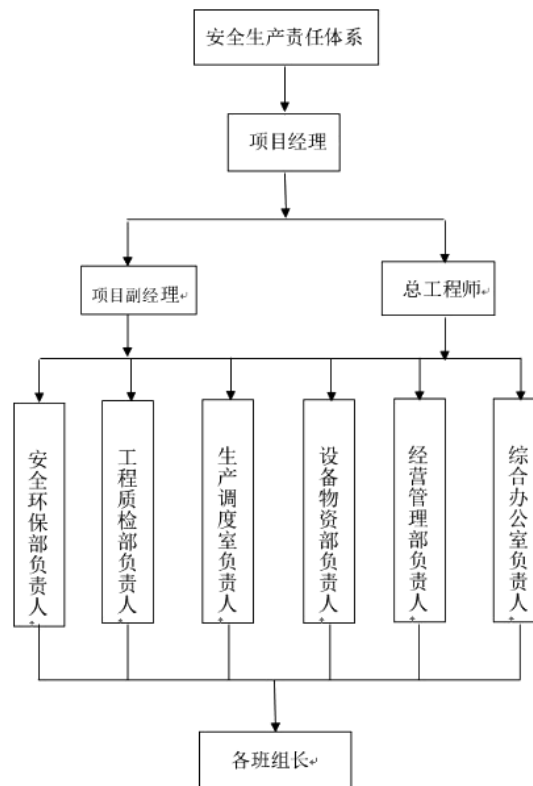 安全生产责任体系
项目经理
项目副经理
总工程师
安全环保部负责人
工程质检部负责人
生产调度室负责人
设备物资部负责人
经营管理部负责人
综合办公室负责人
各班组长